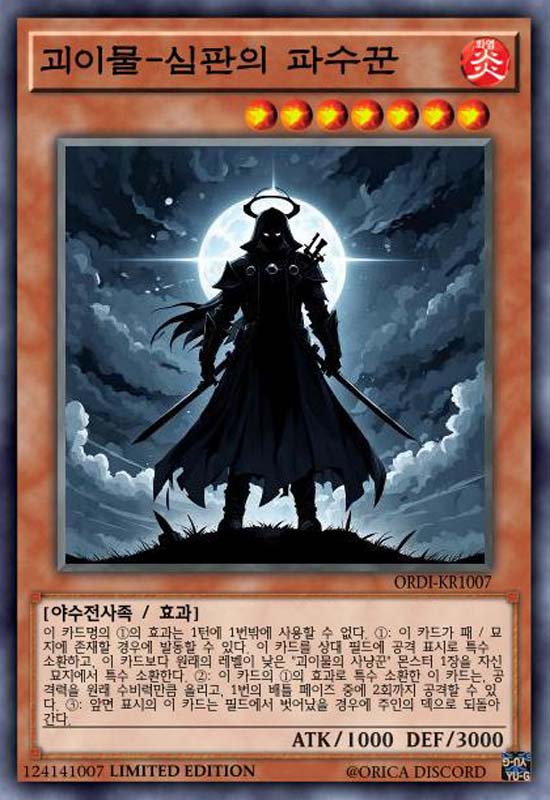 괴이물-심판의 파수꾼
화염
炎
ORDI-KR1007
[야수전사족 / 효과]
이 카드명의 ①의 효과는 1턴에 1번밖에 사용할 수 없다. ①: 이 카드가 패 / 묘
지에 존재할 경우에 발동할 수 있다. 이 카드를 상대 필드에 공격 표시로 특수
소환하고, 이 카드보다 원래의 레벨이 낮은 "괴이물의 사냥꾼" 몬스터 1장을 자신
묘지에서 특수 소환한다. ②: 이 카드의 ①의 효과로 특수 소환한 이 카드는, 공
격력을 원래 수비력만큼 올리고, 1번의 배틀 페이즈 중에 2회까지 공격할 수 있
다. ③: 앞면 표시의 이 카드는 필드에서 벗어났을 경우에 주인의 덱으로 되돌아
간다.
ATK/1000 DEF/3000
124141007 LIMITED EDITION
@ORICA DISCORD
YU-G
YU-G